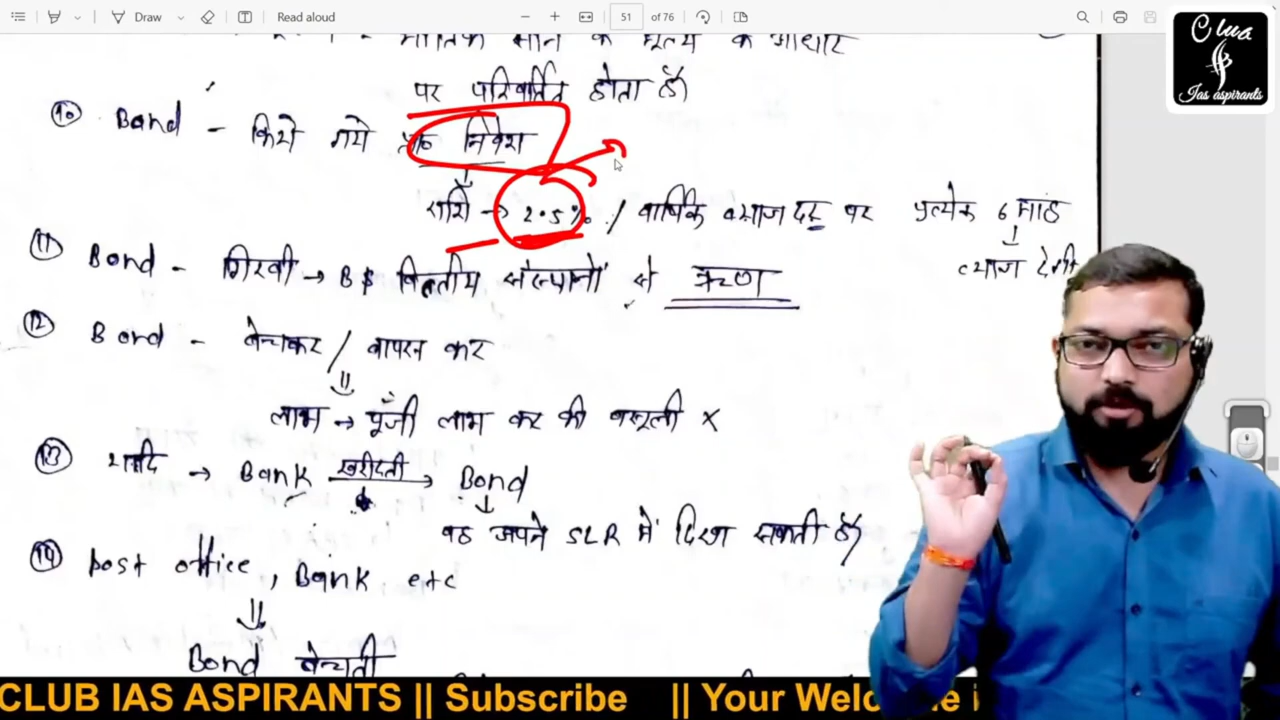 Draw
Read aloud
51 of 76
Club
Ias aspirants
के मूल्य के आधार
पर परिवर्तित होता है।
⑩ Bond - किये गये निवेश
राशि → 2.5% / वार्षिक ब्याज दर पर प्रत्येक 6 माह
ब्याज देगी
⑪ Bond - गिरवी → B$ वित्तीय संस्थानों से ऋण
⑫ Bond - बेचकर / वापस कर
लाभ → पूँजी लाभ कर की वसूली x
⑬ यदि → Bank खरीदती → Bond
वह अपने SLR में दिखा सकती है।
⑭ post office, Bank etc
Bond बेचती
CLUB IAS ASPIRANTS || Subscribe || Your Welcome i